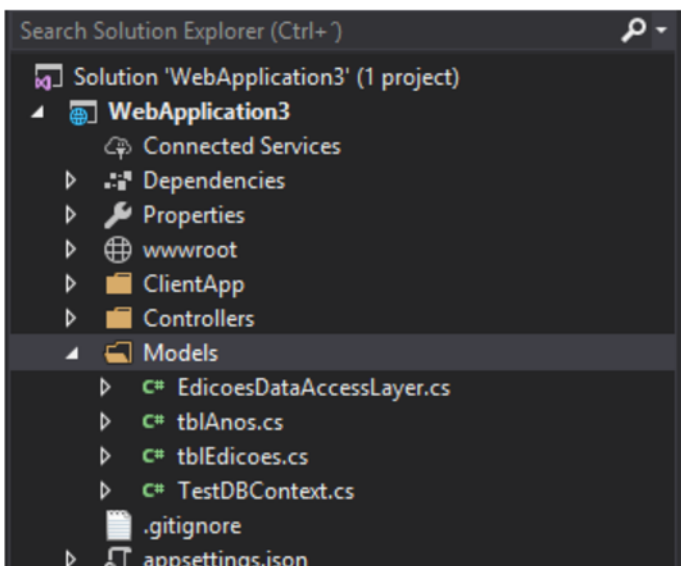 Search Solution Explorer (Ctrl+´)
Solution 'WebApplication3' (1 project)
WebApplication3
Connected Services
Dependencies
Properties
wwwroot
ClientApp
Controllers
Models
C# EdicoesDataAccessLayer.cs
C# tblAnos.cs
C# tblEdicoes.cs
C# TestDBContext.cs
.gitignore
appsettings.json